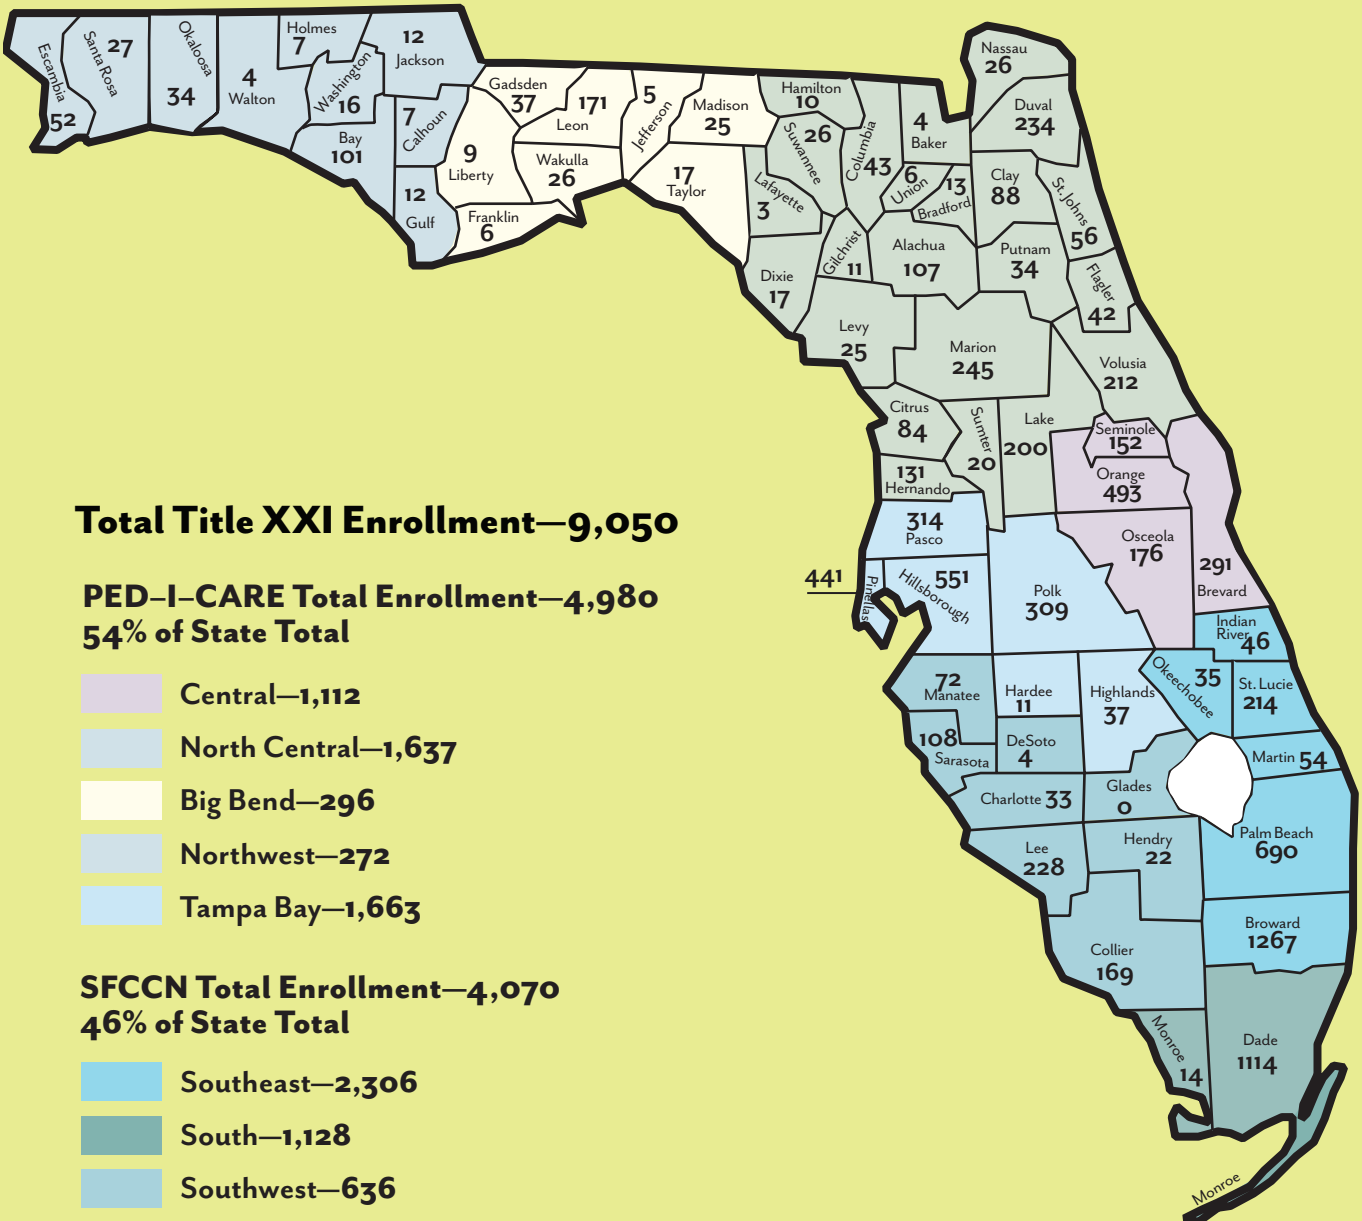 Escambia
52
Santa Rosa
27
Okaloosa
34
4
Walton
Holmes
7
Washington
16
12
Jackson
Bay
101
7
Calhoun
12
Gulf
Gadsden
37
9
Liberty
171
Leon
Wakulla
26
Franklin
6
5
Jefferson
Madison
25
17
Taylor
Hamilton
10
Suwannee
26
Lafayette
3
Dixie
17
Columbia
43
4
Baker
6
Union
13
Bradford
Nassau
26
Duval
234
Clay
88
St. Johns
56
Gilchrist
11
Alachua
107
Putnam
34
Flagler
42
Levy
25
Marion
245
Volusia
212
Citrus
84
Sumter
20
Lake
200
Seminole
152
Orange
493
131
Hernando
314
Pasco
Osceola
176
291
Brevard
441
Pinellas
Hillsborough
551
Polk
309
Indian
River
46
72
Manatee
Hardee
11
Highlands
37
Okeechobee
35
St. Lucie
214
108
Sarasota
DeSoto
4
Martin 54
Charlotte 33
Glades
0
Palm Beach
690
Lee
228
Hendry
22
Broward
1267
Collier
169
Monroe
14
Dade
1114
Monroe
Total Title XXI Enrollment—9,050
PED–I–CARE Total Enrollment—4,980
54% of State Total
Central—1,112
North Central—1,637
Big Bend—296
Northwest—272
Tampa Bay—1,663
SFCCN Total Enrollment—4,070
46% of State Total
Southeast—2,306
South—1,128
Southwest—636